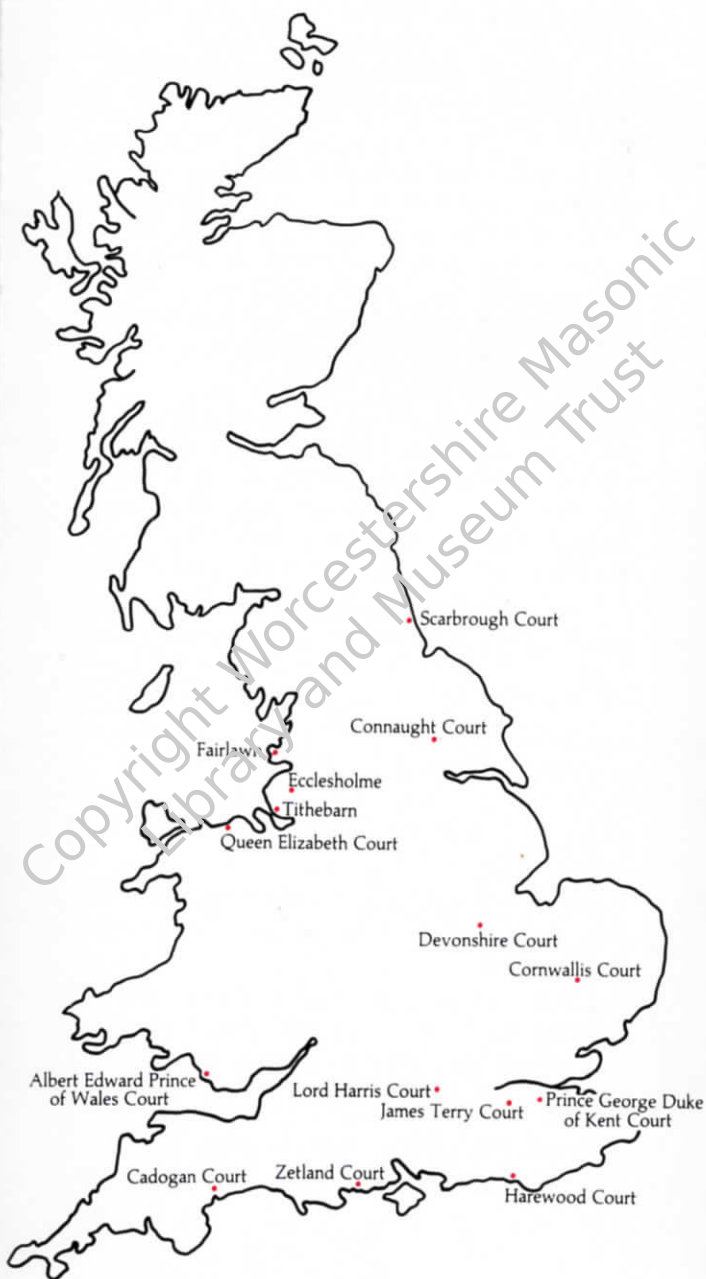 Scarbrough Court
Connaught Court
Fairlawn
Ecclesholme
Tithebarn
Queen Elizabeth Court
Devonshire Court
Cornwallis Court
Albert Edward Prince
of Wales Court
Lord Harris Court
James Terry Court
Prince George Duke
of Kent Court
Cadogan Court
Zetland Court
Harewood Court
Copyright Worcestershire Masonic
Library and Museum Trust